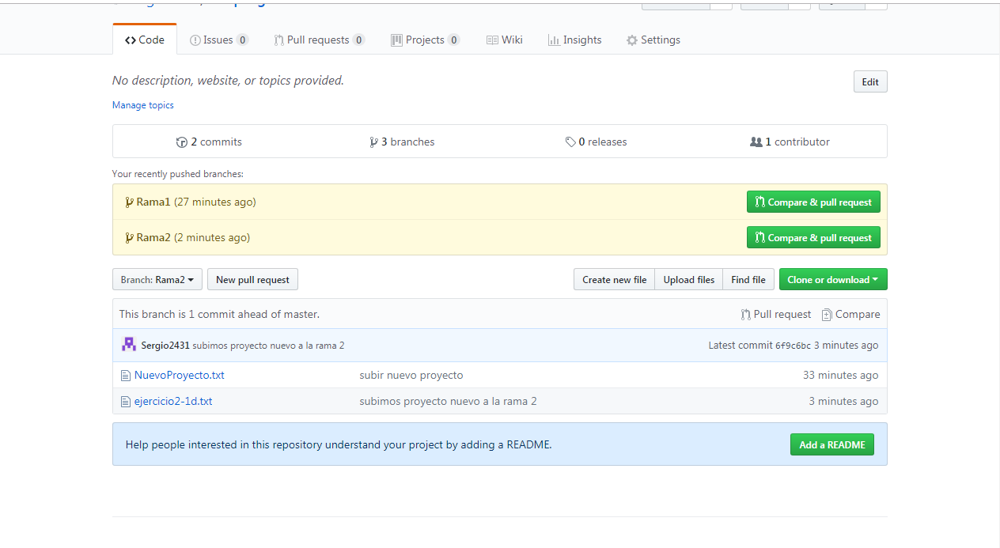 Code Issues 0 Pull requests 0 Projects 0 Wiki Insights Settings
No description, website, or topics provided. Edit
Manage topics
2 commits 3 branches 0 releases 1 contributor
Your recently pushed branches:
Rama1 (27 minutes ago) Compare & pull request
Rama2 (2 minutes ago) Compare & pull request
Branch: Rama2 New pull request Create new file Upload files Find file Clone or download
This branch is 1 commit ahead of master. Pull request Compare
Sergio2431 subimos proyecto nuevo a la rama 2 Latest commit 6f9c6bc 3 minutes ago
NuevoProyecto.txt subir nuevo proyecto 33 minutes ago
ejercicio2-1d.txt subimos proyecto nuevo a la rama 2 3 minutes ago
Help people interested in this repository understand your project by adding a README. Add a README